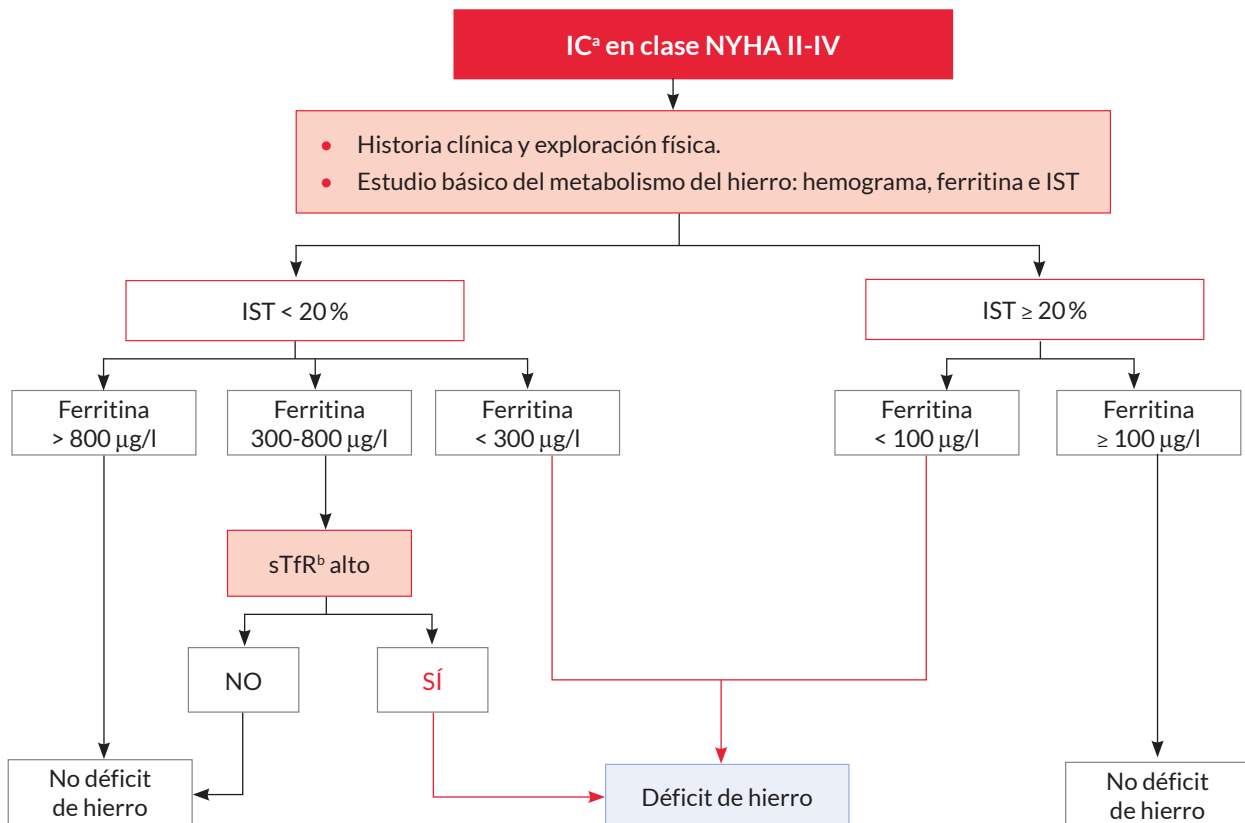 ICª en clase NYHA II-IV
• Historia clínica y exploración física.
• Estudio básico del metabolismo del hierro: hemograma, ferritina e IST
IST < 20 %
IST ≥ 20 %
Ferritina
> 800 µg/l
Ferritina
300-800 µg/l
Ferritina
< 300 µg/l
Ferritina
< 100 µg/l
Ferritina
≥ 100 µg/l
sTfRᵇ alto
NO
SÍ
No déficit
de hierro
Déficit de hierro
No déficit
de hierro